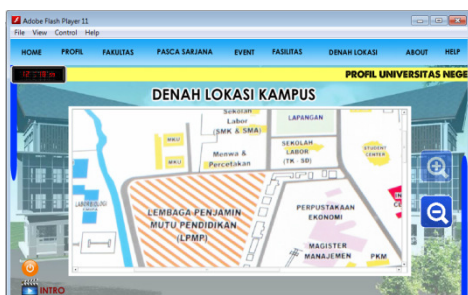 Adobe Flash Player 11
File View Control Help
HOME PROFIL FAKULTAS PASCA SARJANA EVENT FASILITAS DENAH LOKASI ABOUT HELP
PROFIL UNIVERSITAS NEGE
DENAH LOKASI KAMPUS
Sekolah
Labor
(SMK & SMA)
LAPANGAN
MKU
MKU
Menwa &
Percetakan
SEKOLAH
LABOR
(TK - SD)
STUDENT
CENTER
LEMBAGA PENJAMIN
MUTU PENDIDIKAN
(LPMP)
PERPUSTAKAAN
EKONOMI
MAGISTER
MANAJEMEN
PKM
INTRO